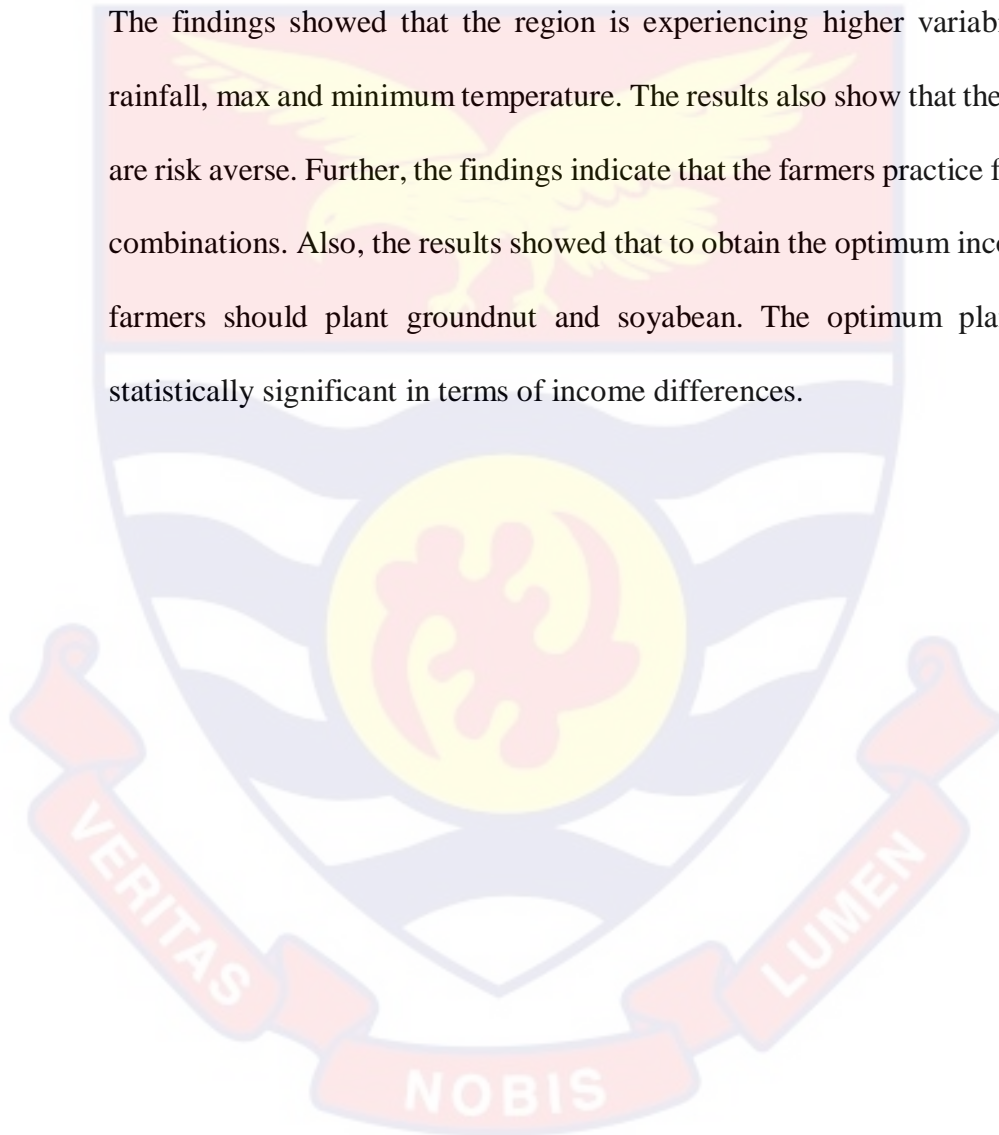 The findings showed that the region is experiencing higher variabi
rainfall, max and minimum temperature. The results also show that the
are risk averse. Further, the findings indicate that the farmers practice f
combinations. Also, the results showed that to obtain the optimum inco
farmers should plant groundnut and soyabean. The optimum pla
statistically significant in terms of income differences.
VERITAS
NOBIS
LUMEN